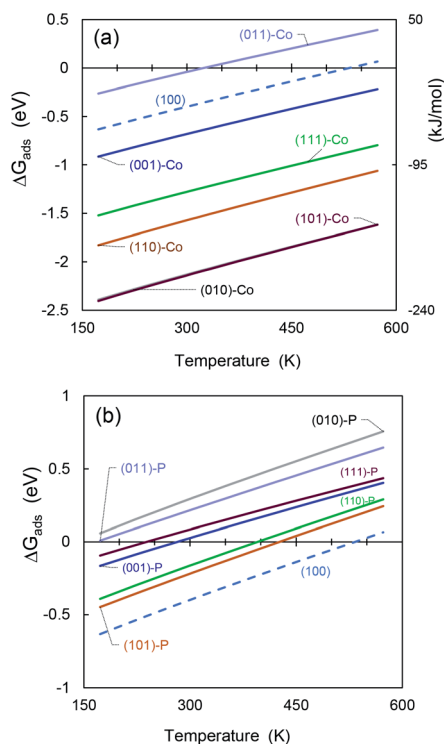 (a)
0.5
0
-0.5
-1
-1.5
-2
-2.5
50
-95
-240
ΔGads (eV)
(kJ/mol)
(011)-Co
(100)
(001)-Co
(111)-Co
(110)-Co
(101)-Co
(010)-Co
150 300 450 600
Temperature (K)
(b)
1
0.5
0
-0.5
-1
ΔGads (eV)
(010)-P
(011)-P
(111)-P
(110)-P
(001)-P
(100)
(101)-P
150 300 450 600
Temperature (K)